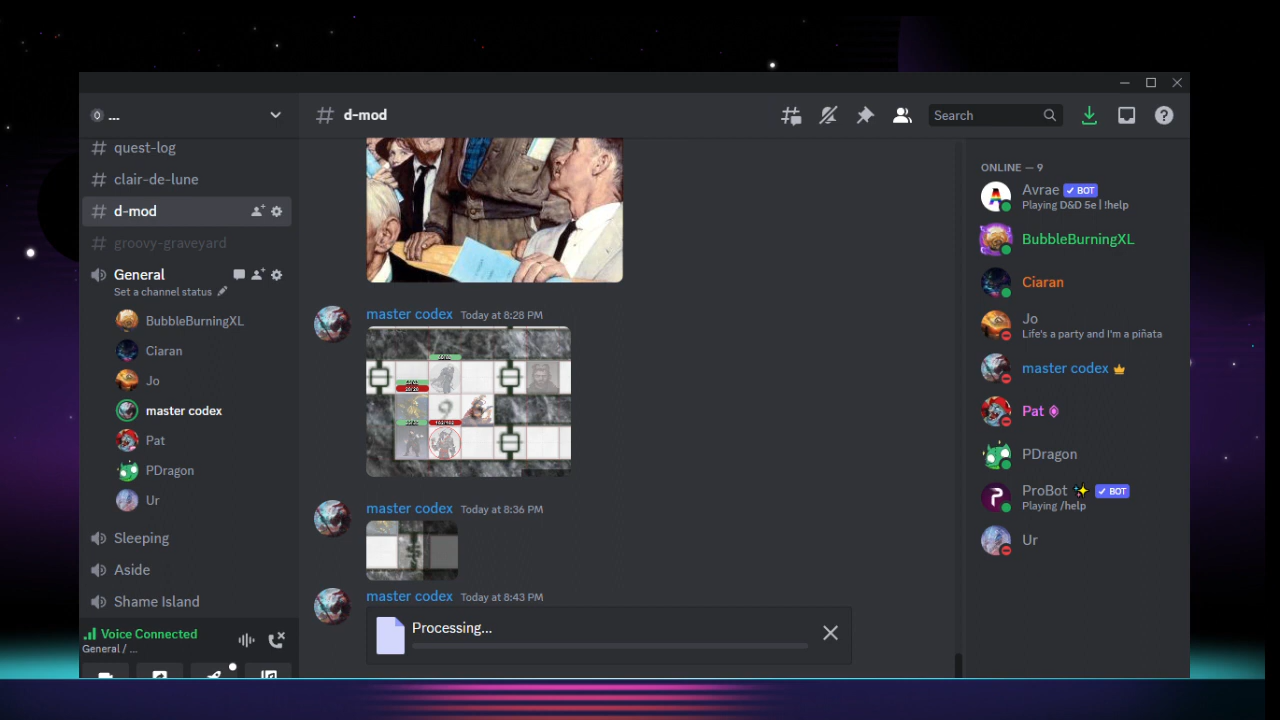 ...
quest-log
clair-de-lune
d-mod
groovy-graveyard
General
Set a channel status
BubbleBurningXL
Ciaran
Jo
master codex
Pat
PDragon
Ur
Sleeping
Aside
Shame Island
Voice Connected
General / ...
d-mod
Search
master codex Today at 8:28 PM
master codex Today at 8:36 PM
master codex Today at 8:43 PM
Processing...
ONLINE — 9
Avrae BOT
Playing D&D 5e | !help
BubbleBurningXL
Ciaran
Jo
Life's a party and I'm a piñata
master codex
Pat
PDragon
ProBot ✨ BOT
Playing /help
Ur